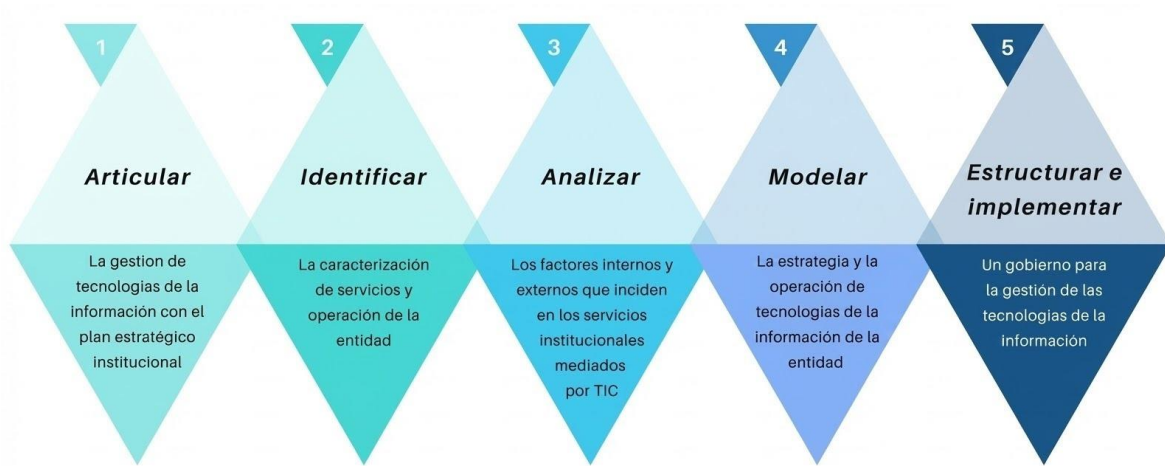 1
Articular
La gestion de
tecnologias de la
información con el
plan estratégico
institucional
2
Identificar
La caracterización
de servicios y
operación de la
entidad
3
Analizar
Los factores internos y
externos que inciden
en los servicios
institucionales
mediados
por TIC
4
Modelar
La estrategia y la
operación de
tecnologias de la
información de la
entidad
5
Estructurar e
implementar
Un gobierno para
la gestión de las
tecnologias de la
información